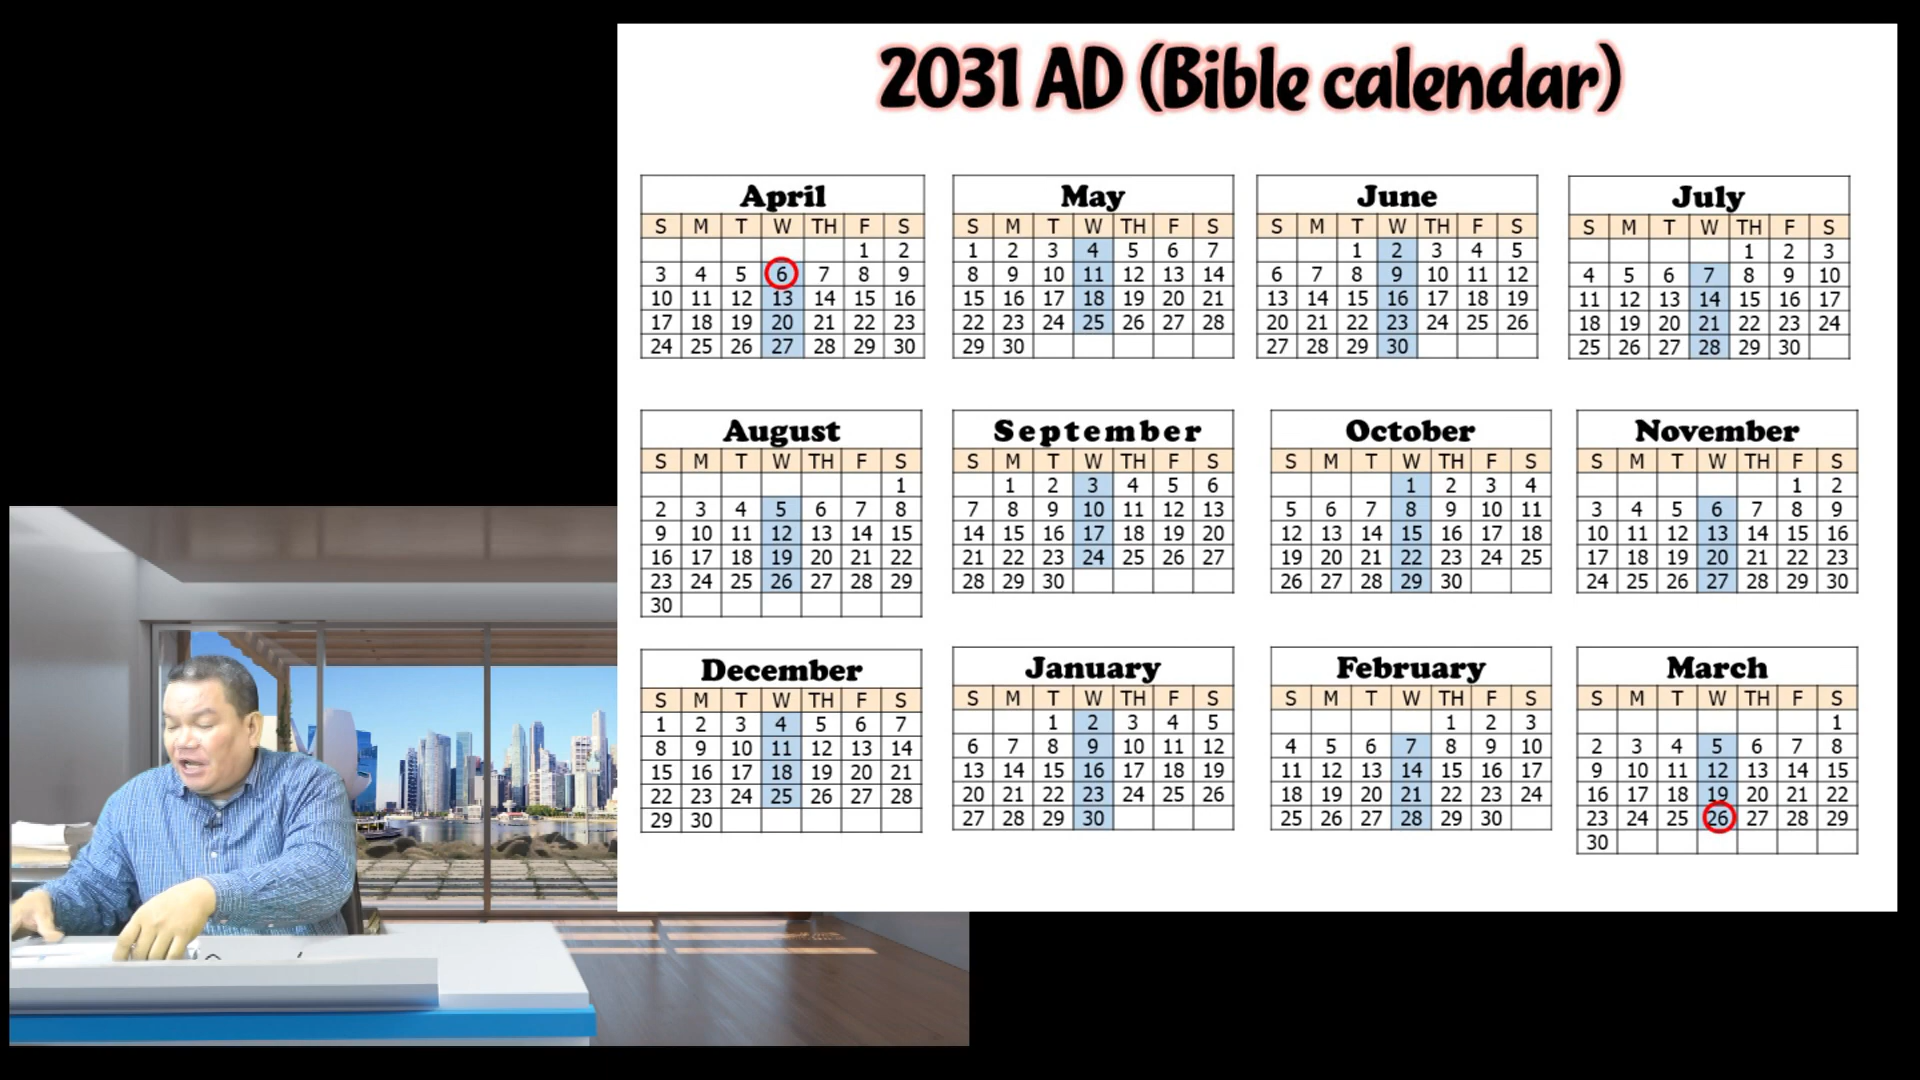 2031 AD (Bible calendar)
April
S M T W TH F S
1 2
3 4 5 6 7 8 9
10 11 12 13 14 15 16
17 18 19 20 21 22 23
24 25 26 27 28 29 30
May
S M T W TH F S
1 2 3 4 5 6 7
8 9 10 11 12 13 14
15 16 17 18 19 20 21
22 23 24 25 26 27 28
29 30
June
S M T W TH F S
1 2 3 4 5
6 7 8 9 10 11 12
13 14 15 16 17 18 19
20 21 22 23 24 25 26
27 28 29 30
July
S M T W TH F S
1 2 3
4 5 6 7 8 9 10
11 12 13 14 15 16 17
18 19 20 21 22 23 24
25 26 27 28 29 30
August
S M T W TH F S
1
2 3 4 5 6 7 8
9 10 11 12 13 14 15
16 17 18 19 20 21 22
23 24 25 26 27 28 29
30
September
S M T W TH F S
1 2 3 4 5 6
7 8 9 10 11 12 13
14 15 16 17 18 19 20
21 22 23 24 25 26 27
28 29 30
October
S M T W TH F S
1 2 3 4
5 6 7 8 9 10 11
12 13 14 15 16 17 18
19 20 21 22 23 24 25
26 27 28 29 30
November
S M T W TH F S
1 2
3 4 5 6 7 8 9
10 11 12 13 14 15 16
17 18 19 20 21 22 23
24 25 26 27 28 29 30
December
S M T W TH F S
1 2 3 4 5 6 7
8 9 10 11 12 13 14
15 16 17 18 19 20 21
22 23 24 25 26 27 28
29 30
January
S M T W TH F S
1 2 3 4 5
6 7 8 9 10 11 12
13 14 15 16 17 18 19
20 21 22 23 24 25 26
27 28 29 30
February
S M T W TH F S
1 2 3
4 5 6 7 8 9 10
11 12 13 14 15 16 17
18 19 20 21 22 23 24
25 26 27 28 29 30
March
S M T W TH F S
1
2 3 4 5 6 7 8
9 10 11 12 13 14 15
16 17 18 19 20 21 22
23 24 25 26 27 28 29
30